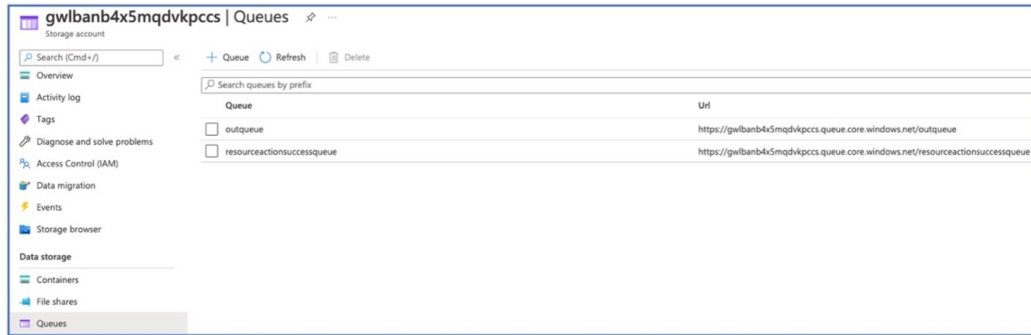 gwlbanb4x5mqdvkpccs | Queues
Storage account
Search (Cmd+/)
Overview
Activity log
Tags
Diagnose and solve problems
Access Control (IAM)
Data migration
Events
Storage browser
Data storage
Containers
File shares
Queues
Queue Refresh Delete
Search queues by prefix
Queue Url
outqueue https://gwlbanb4x5mqdvkpccs.queue.core.windows.net/outqueue
resourceactionsuccessqueue https://gwlbanb4x5mqdvkpccs.queue.core.windows.net/resourceactionsuccessqueue